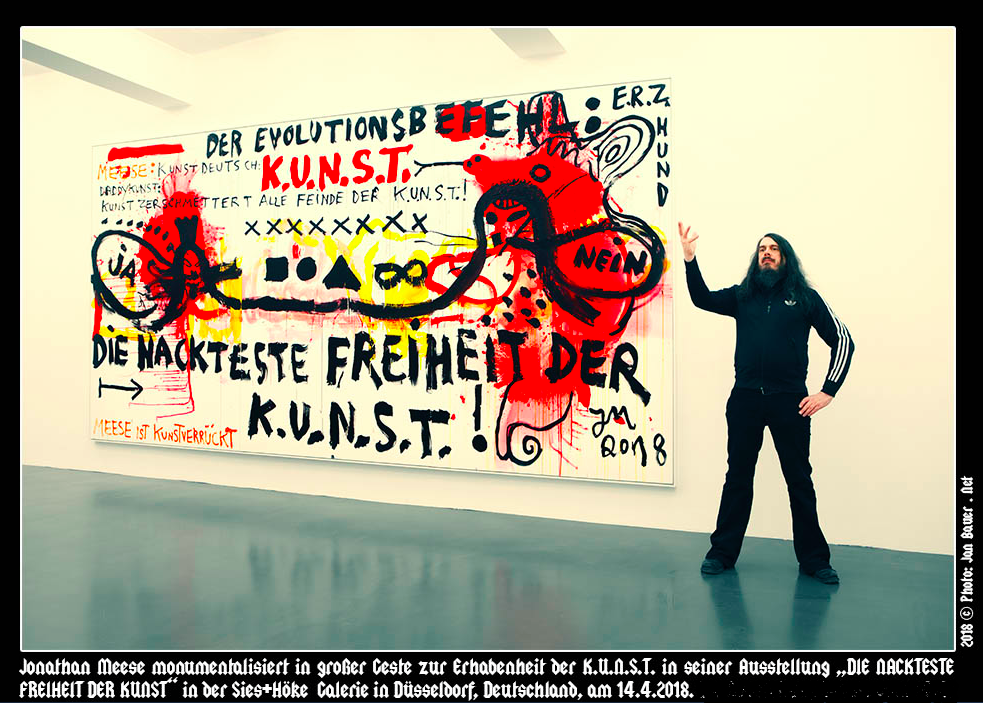 DER EVOLUTIONSBEFEHL:
E.R.Z.
HUND
MEESE: KUNST DEUTSCH:
K.U.N.S.T.
DADDYKUNST:
KUNST ZERSCHMETTERT ALLE FEINDE DER K.U.N.S.T.!
XXXXXXXXX
JA
NEIN
DIE NACKTESTE FREIHEIT DER
K.U.N.S.T.!
MEESE IST KUNSTVERRÜCKT
JM
2018
2018 © Photo: Jan Bauer . Net
Jonathan Meese monumentalisiert in großer Geste zur Erhabenheit der K.U.N.S.T. in seiner Ausstellung „DIE NACKTESTE
FREIHEIT DER KUNST“ in der Sies+Höke Galerie in Düsseldorf, Deutschland, am 14.4.2018.